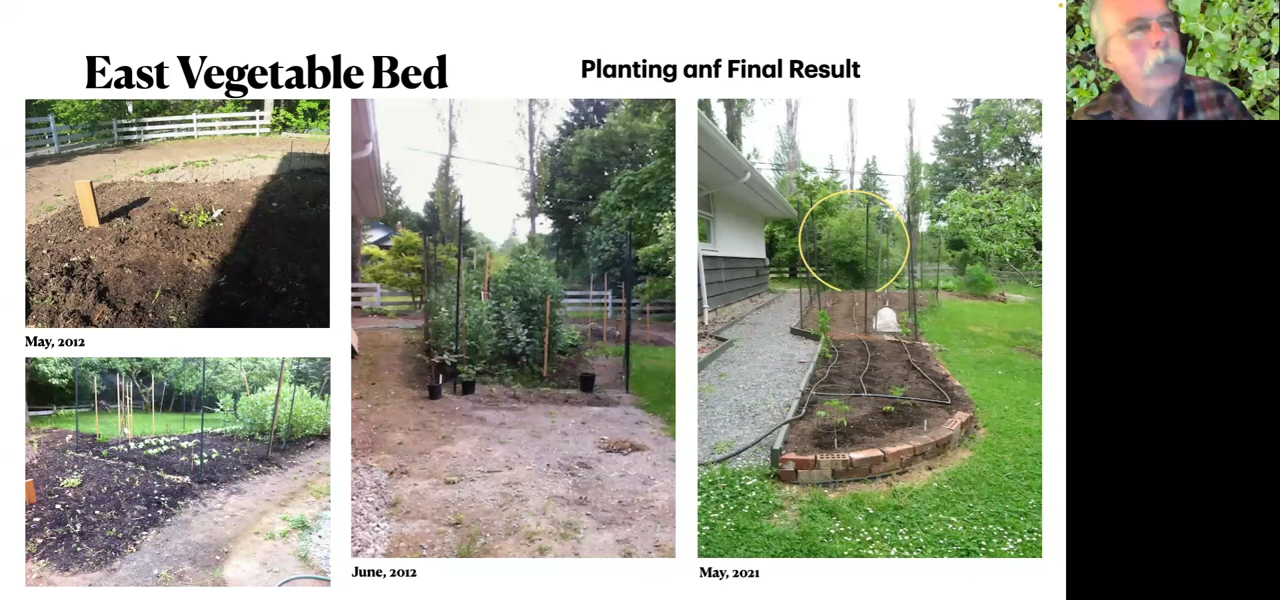 East Vegetable Bed
Planting anf Final Result
May, 2012
June, 2012
May, 2021